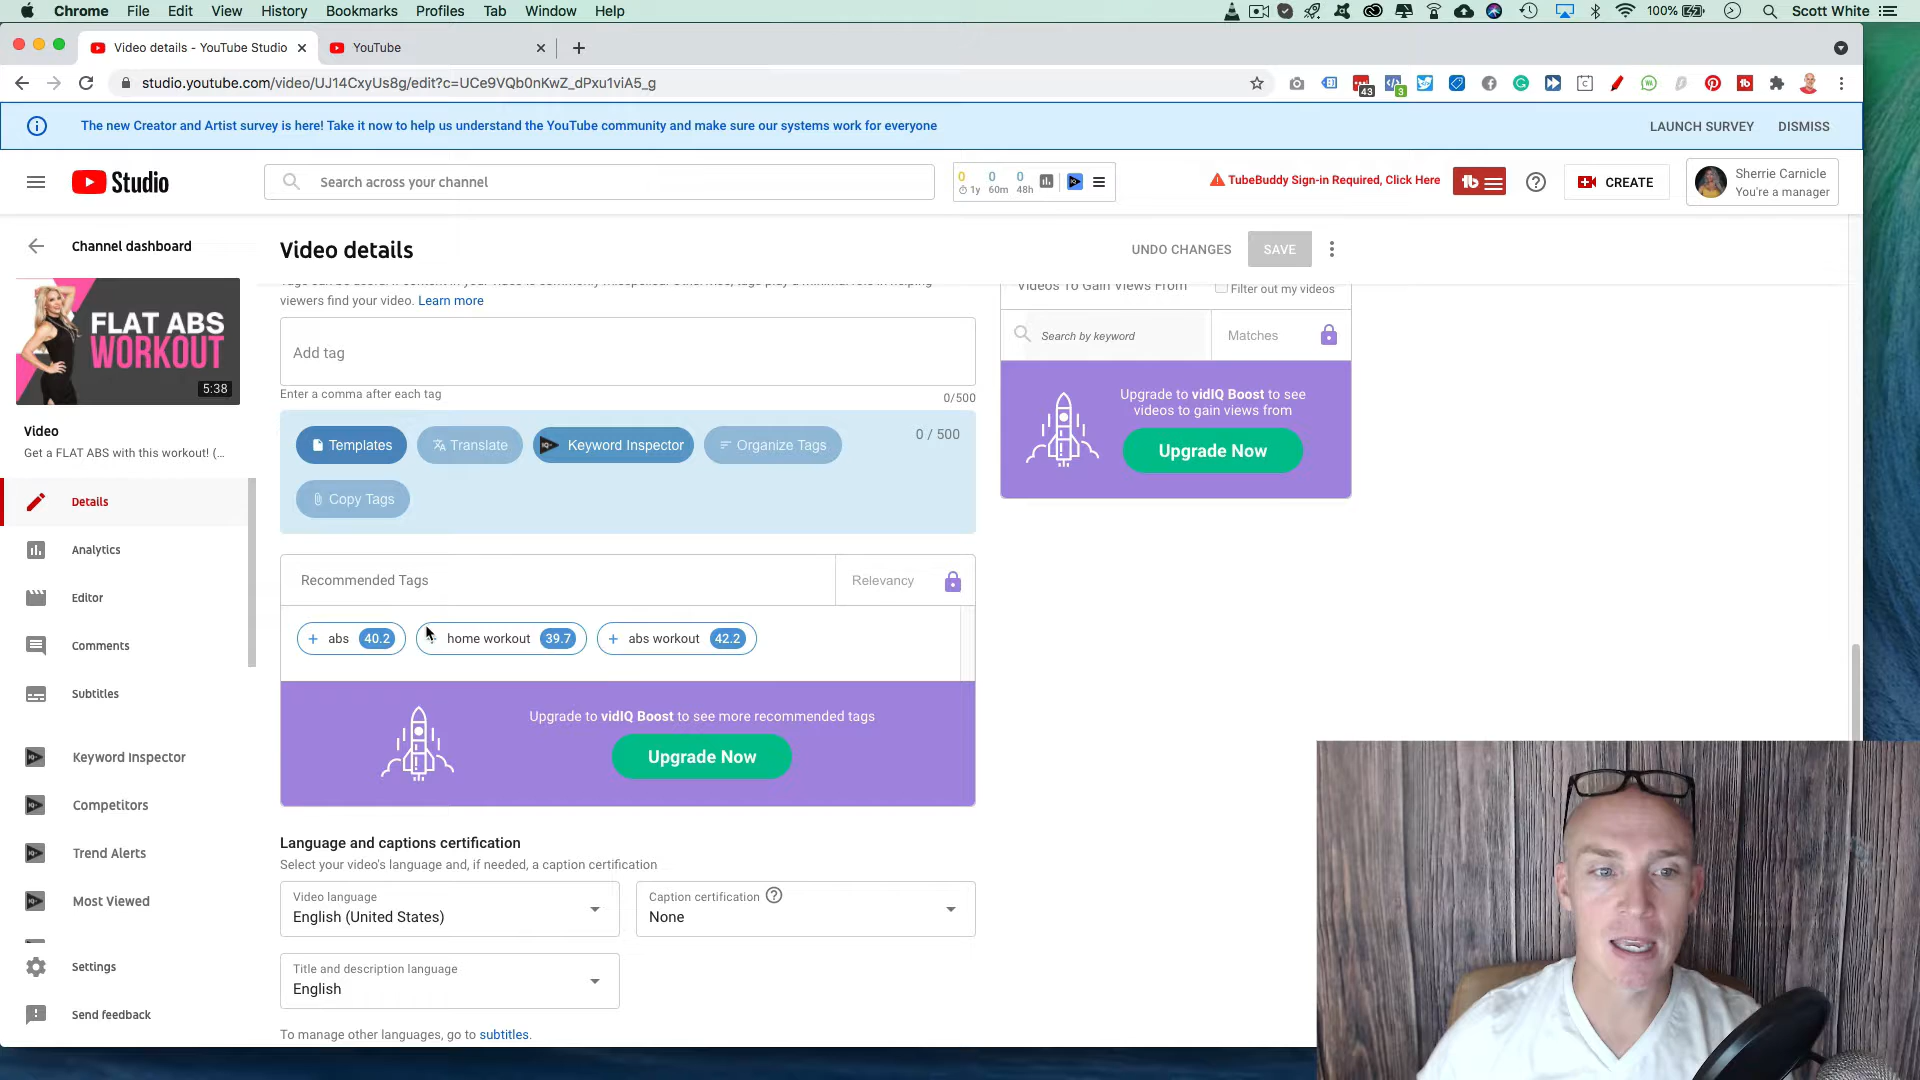 Chrome File Edit View History Bookmarks Profiles Tab Window Help 100% Scott White
Video details - YouTube Studio YouTube
studio.youtube.com/video/UJ14CxyUs8g/edit?c=UCe9VQb0nKwZ_dPxu1viA5_g 43 3
The new Creator and Artist survey is here! Take it now to help us understand the YouTube community and make sure our systems work for everyone LAUNCH SURVEY DISMISS
Studio Search across your channel 0 1y 0 60m 0 48h TubeBuddy Sign-in Required, Click Here CREATE Sherrie Carnicle
You're a manager
Channel dashboard
Video details UNDO CHANGES SAVE
FLAT ABS
WORKOUT
5:38
Video
Get a FLAT ABS with this workout! (...
Details
Analytics
Editor
Comments
Subtitles
Keyword Inspector
Competitors
Trend Alerts
Most Viewed
Settings
Send feedback
viewers find your video. Learn more
Add tag
Enter a comma after each tag 0/500
Templates Translate Keyword Inspector Organize Tags 0 / 500
Copy Tags
Recommended Tags Relevancy
+ abs 40.2 home workout 39.7 + abs workout 42.2
Upgrade to vidIQ Boost to see more recommended tags
Upgrade Now
Language and captions certification
Select your video's language and, if needed, a caption certification
Video language
English (United States)
Caption certification
None
Title and description language
English
To manage other languages, go to subtitles.
Videos To Gain Views From Filter out my videos
Search by keyword Matches
Upgrade to vidIQ Boost to see
videos to gain views from
Upgrade Now